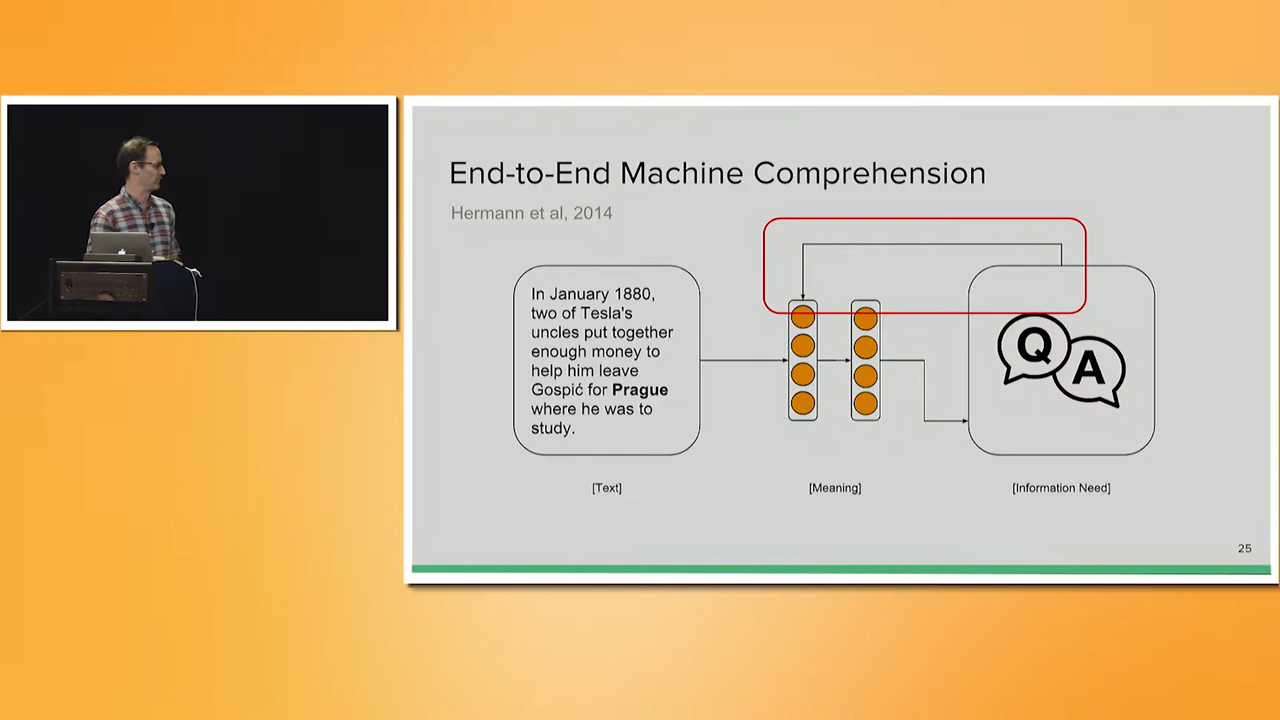 End-to-End Machine Comprehension
Hermann et al, 2014
In January 1880,
two of Tesla's
uncles put together
enough money to
help him leave
Gospić for Prague
where he was to
study.
Q
A
[Text]
[Meaning]
[Information Need]
25